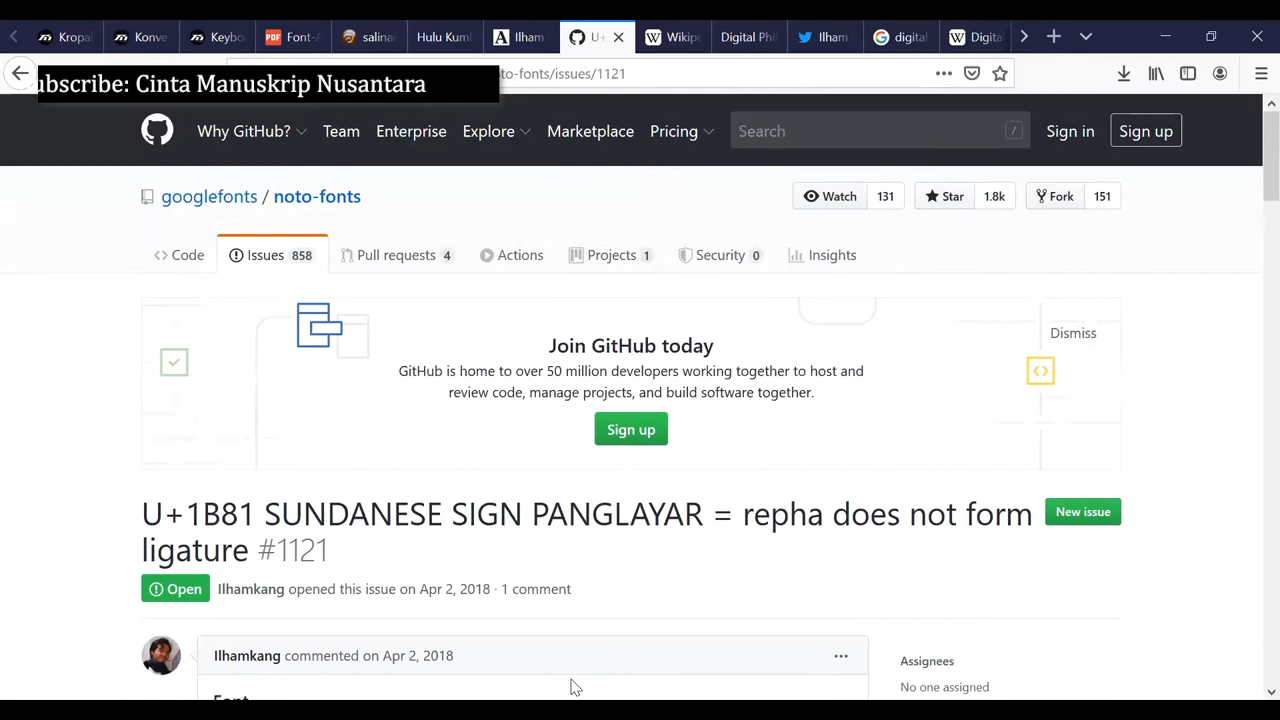 Kropa
Konve
Keybo
PDF Font-A
salina
Hulu Kum
A Ilham
U+
W Wikipe
Digital Phi
Ilham
G digital
W Digita
ubscribe: Cinta Manuskrip Nusantara
oto-fonts/issues/1121
Why GitHub?
Team
Enterprise
Explore
Marketplace
Pricing
Search
/
Sign in
Sign up
googlefonts / noto-fonts
Watch 131
Star 1.8k
Fork 151
Code
Issues 858
Pull requests 4
Actions
Projects 1
Security 0
Insights
Join GitHub today
Dismiss
GitHub is home to over 50 million developers working together to host and
review code, manage projects, and build software together.
Sign up
U+1B81 SUNDANESE SIGN PANGLAYAR = repha does not form
ligature #1121
New issue
Open
Ilhamkang opened this issue on Apr 2, 2018 · 1 comment
Ilhamkang commented on Apr 2, 2018
Assignees
No one assigned
Font